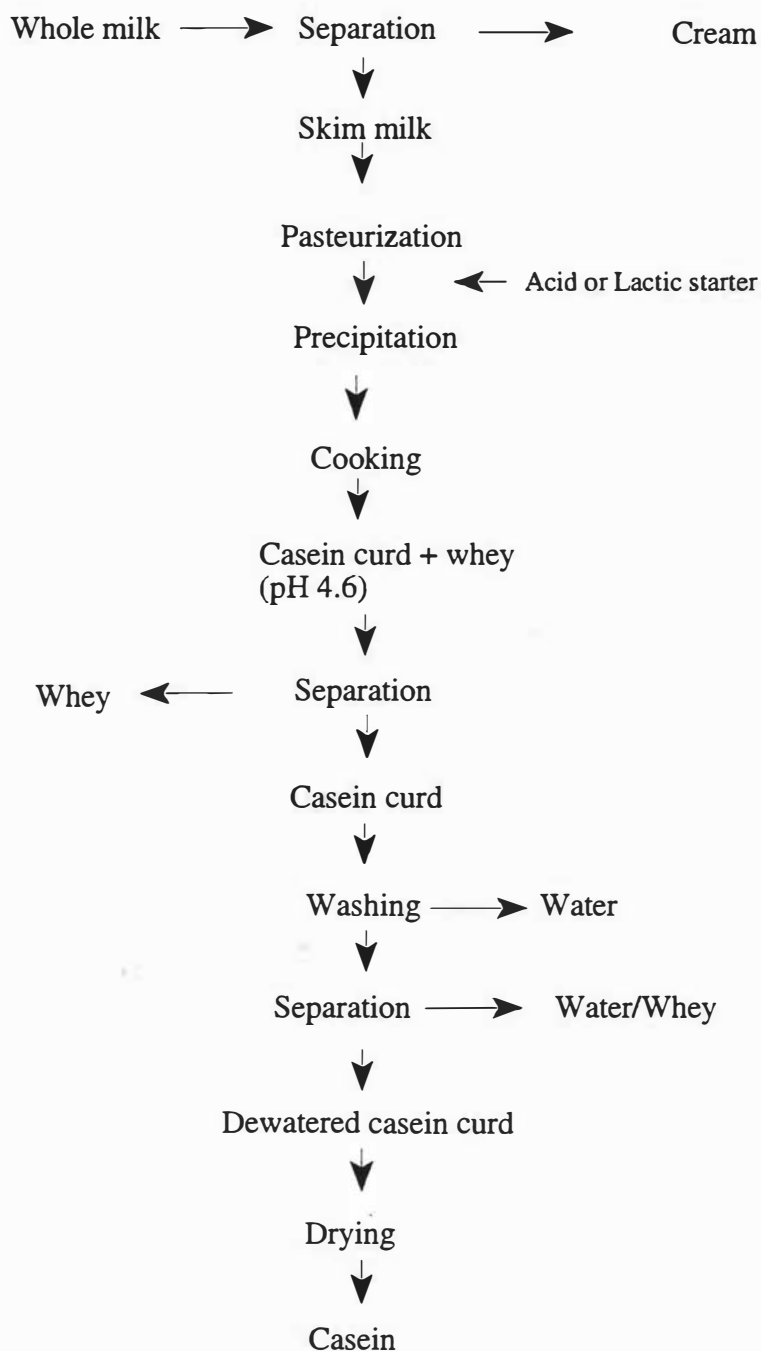 Whole milk Separation Cream
Skim milk
Pasteurization
Acid or Lactic starter
Precipitation
Cooking
Casein curd + whey
(pH 4.6)
Whey Separation
Casein curd
Washing Water
Separation Water/Whey
Dewatered casein curd
Drying
Casein